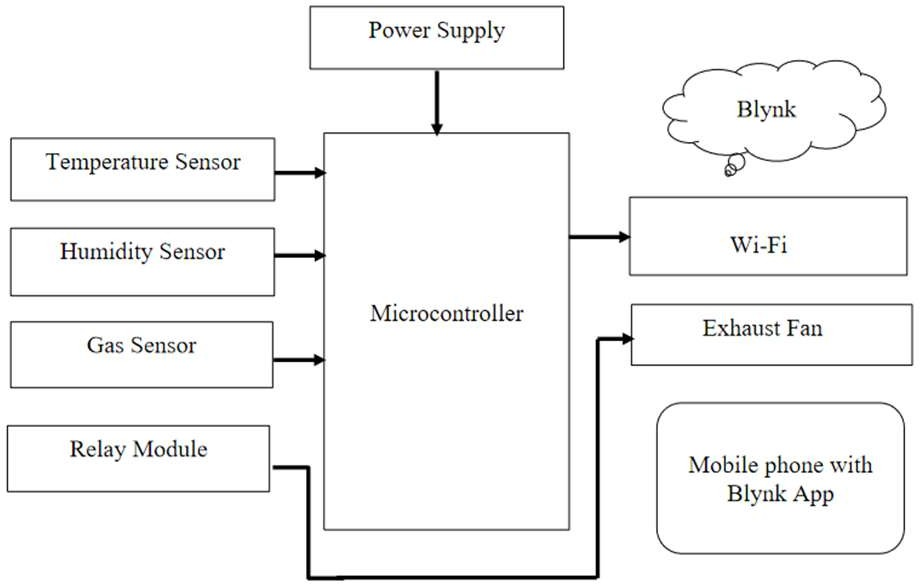 Power Supply
Blynk
Temperature Sensor
Humidity Sensor
Wi-Fi
Microcontroller
Exhaust Fan
Gas Sensor
Relay Module
Mobile phone with
Blynk App